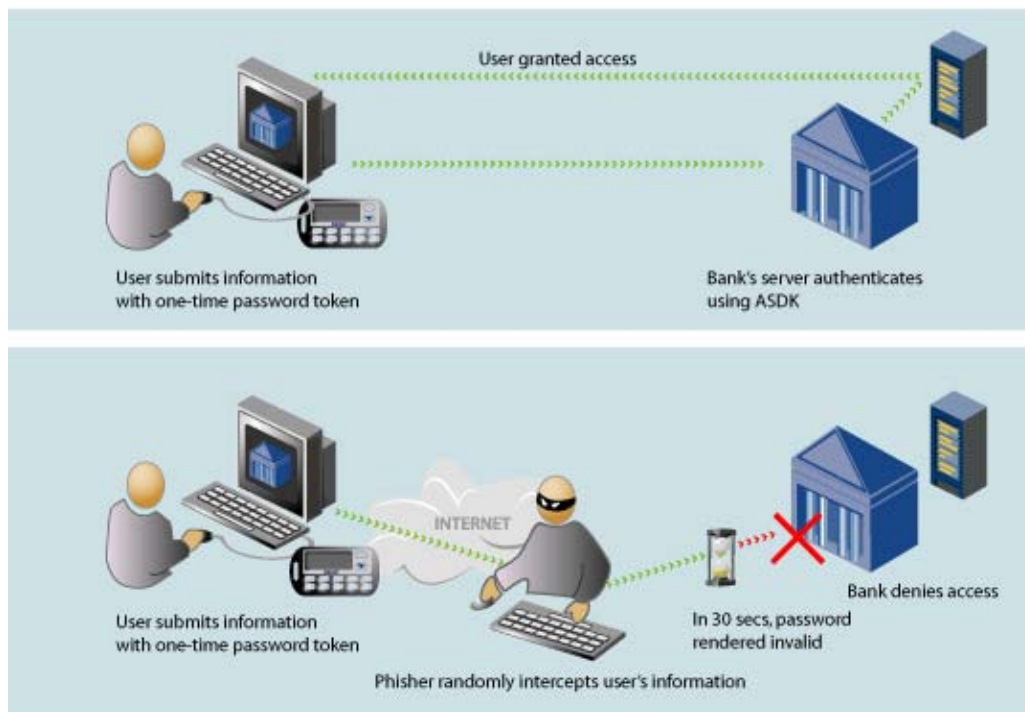 User granted access
User submits information
with one-time password token
Bank's server authenticates
using ASDK
INTERNET
Bank denies access
In 30 secs, password
rendered invalid
User submits information
with one-time password token
Phisher randomly intercepts user's information